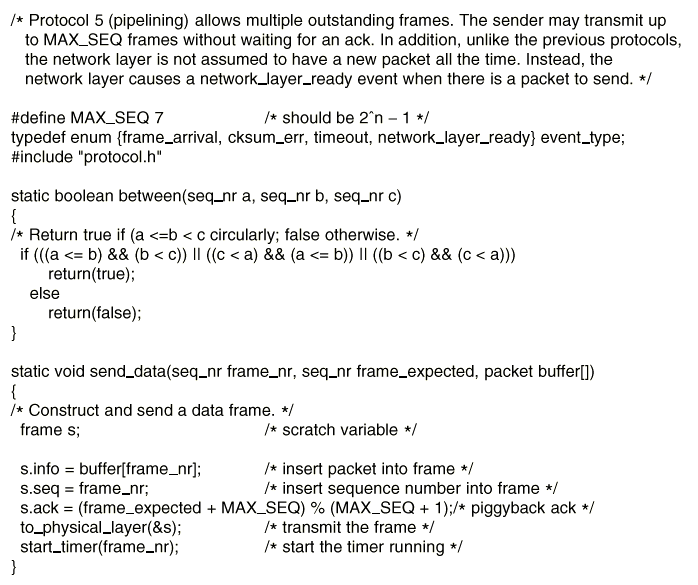 /* Protocol 5 (pipelining) allows multiple outstanding frames. The sender may transmit up
to MAX_SEQ frames without waiting for an ack. In addition, unlike the previous protocols,
the network layer is not assumed to have a new packet all the time. Instead, the
network layer causes a network_layer_ready event when there is a packet to send. */
#define MAX_SEQ 7 /* should be 2^n – 1 */
typedef enum {frame_arrival, cksum_err, timeout, network_layer_ready} event_type;
#include "protocol.h"
static boolean between(seq_nr a, seq_nr b, seq_nr c)
{
/* Return true if (a <=b < c circularly; false otherwise. */
if (((a <= b) && (b < c)) || ((c < a) && (a <= b)) || ((b < c) && (c < a)))
return(true);
else
return(false);
}
static void send_data(seq_nr frame_nr, seq_nr frame_expected, packet buffer[])
{
/* Construct and send a data frame. */
frame s; /* scratch variable */
s.info = buffer[frame_nr]; /* insert packet into frame */
s.seq = frame_nr; /* insert sequence number into frame */
s.ack = (frame_expected + MAX_SEQ) % (MAX_SEQ + 1);/* piggyback ack */
to_physical_layer(&s); /* transmit the frame */
start_timer(frame_nr); /* start the timer running */
}